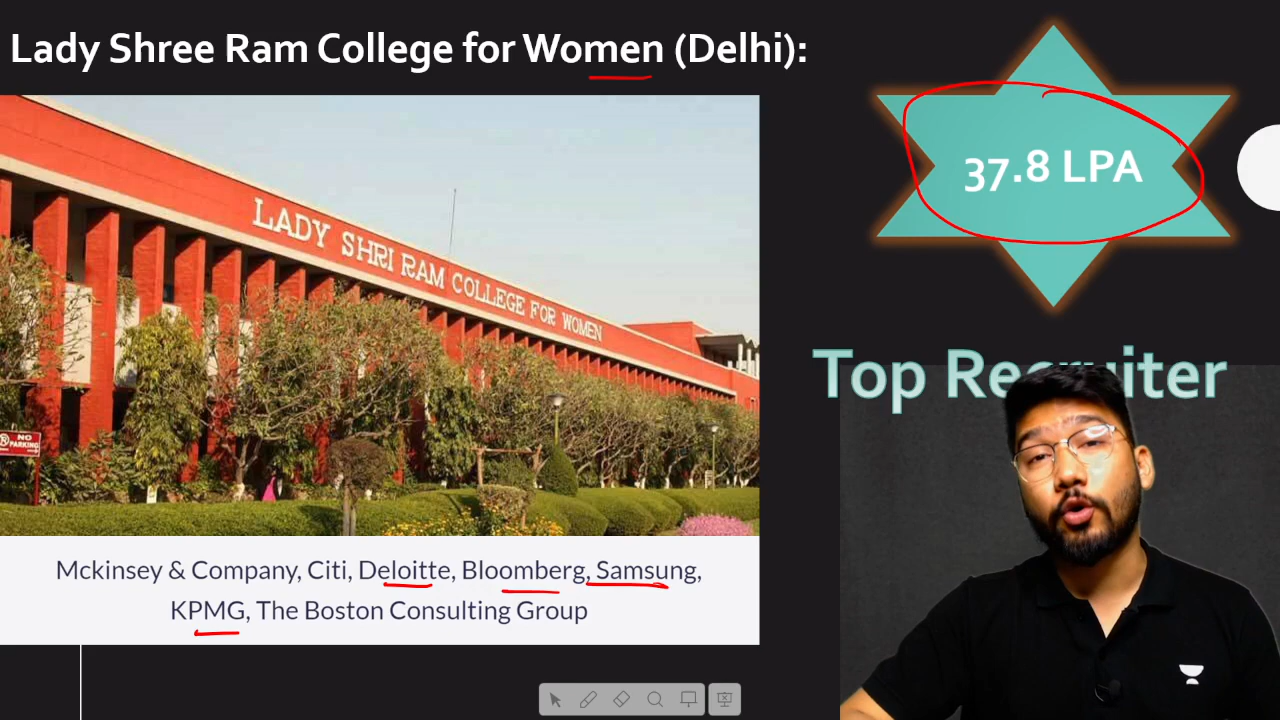 Lady Shree Ram College for Women (Delhi):
37.8 LPA
LADY SHRI RAM COLLEGE FOR WOMEN
NO
PARKING
Top Recruiter
Mckinsey & Company, Citi, Deloitte, Bloomberg, Samsung,
KPMG, The Boston Consulting Group